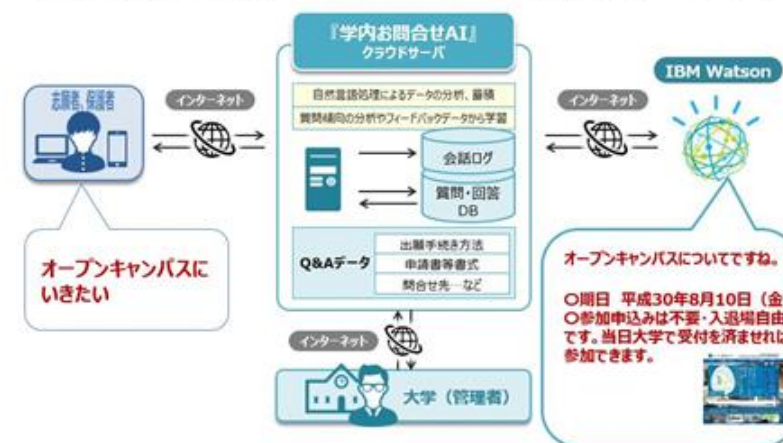 『学内お問合せAI』
クラウドサーバ
自然言語処理によるデータの分析、蓄積
質問傾向の分析やフィードバックデータから学習
会話ログ
質問・回答
DB
Q&Aデータ
出願手続き方法
申請書等書式
問合せ先…など
志願者、保護者
インターネット
インターネット
IBM Watson
オープンキャンパスに
いきたい
オープンキャンパスについてですね。
〇期日 平成30年8月10日（金
〇参加申込みは不要・入退場自由
です。当日大学で受付を済ませれば
参加できます。
インターネット
大学（管理者）